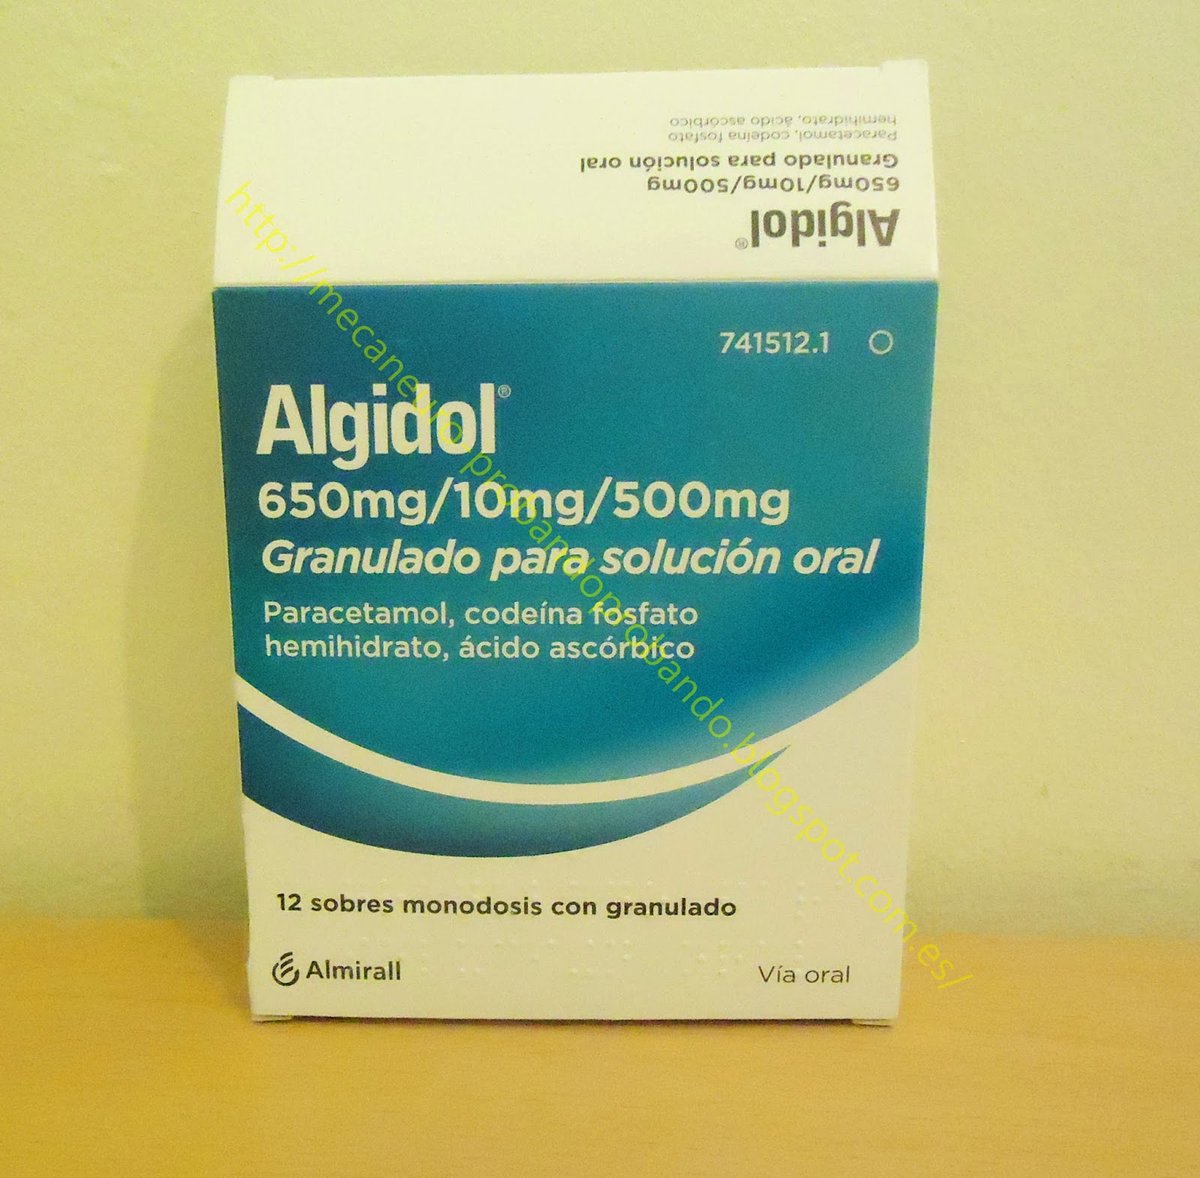 Algidol®
650mg/10mg/500mg
Granulado para solución oral
Paracetamol, codeína fosfato
hemihidrato, ácido ascórbico
741512.1
Algidol®
650mg/10mg/500mg
Granulado para solución oral
Paracetamol, codeína fosfato
hemihidrato, ácido ascórbico
12 sobres monodosis con granulado
Almirall
Vía oral